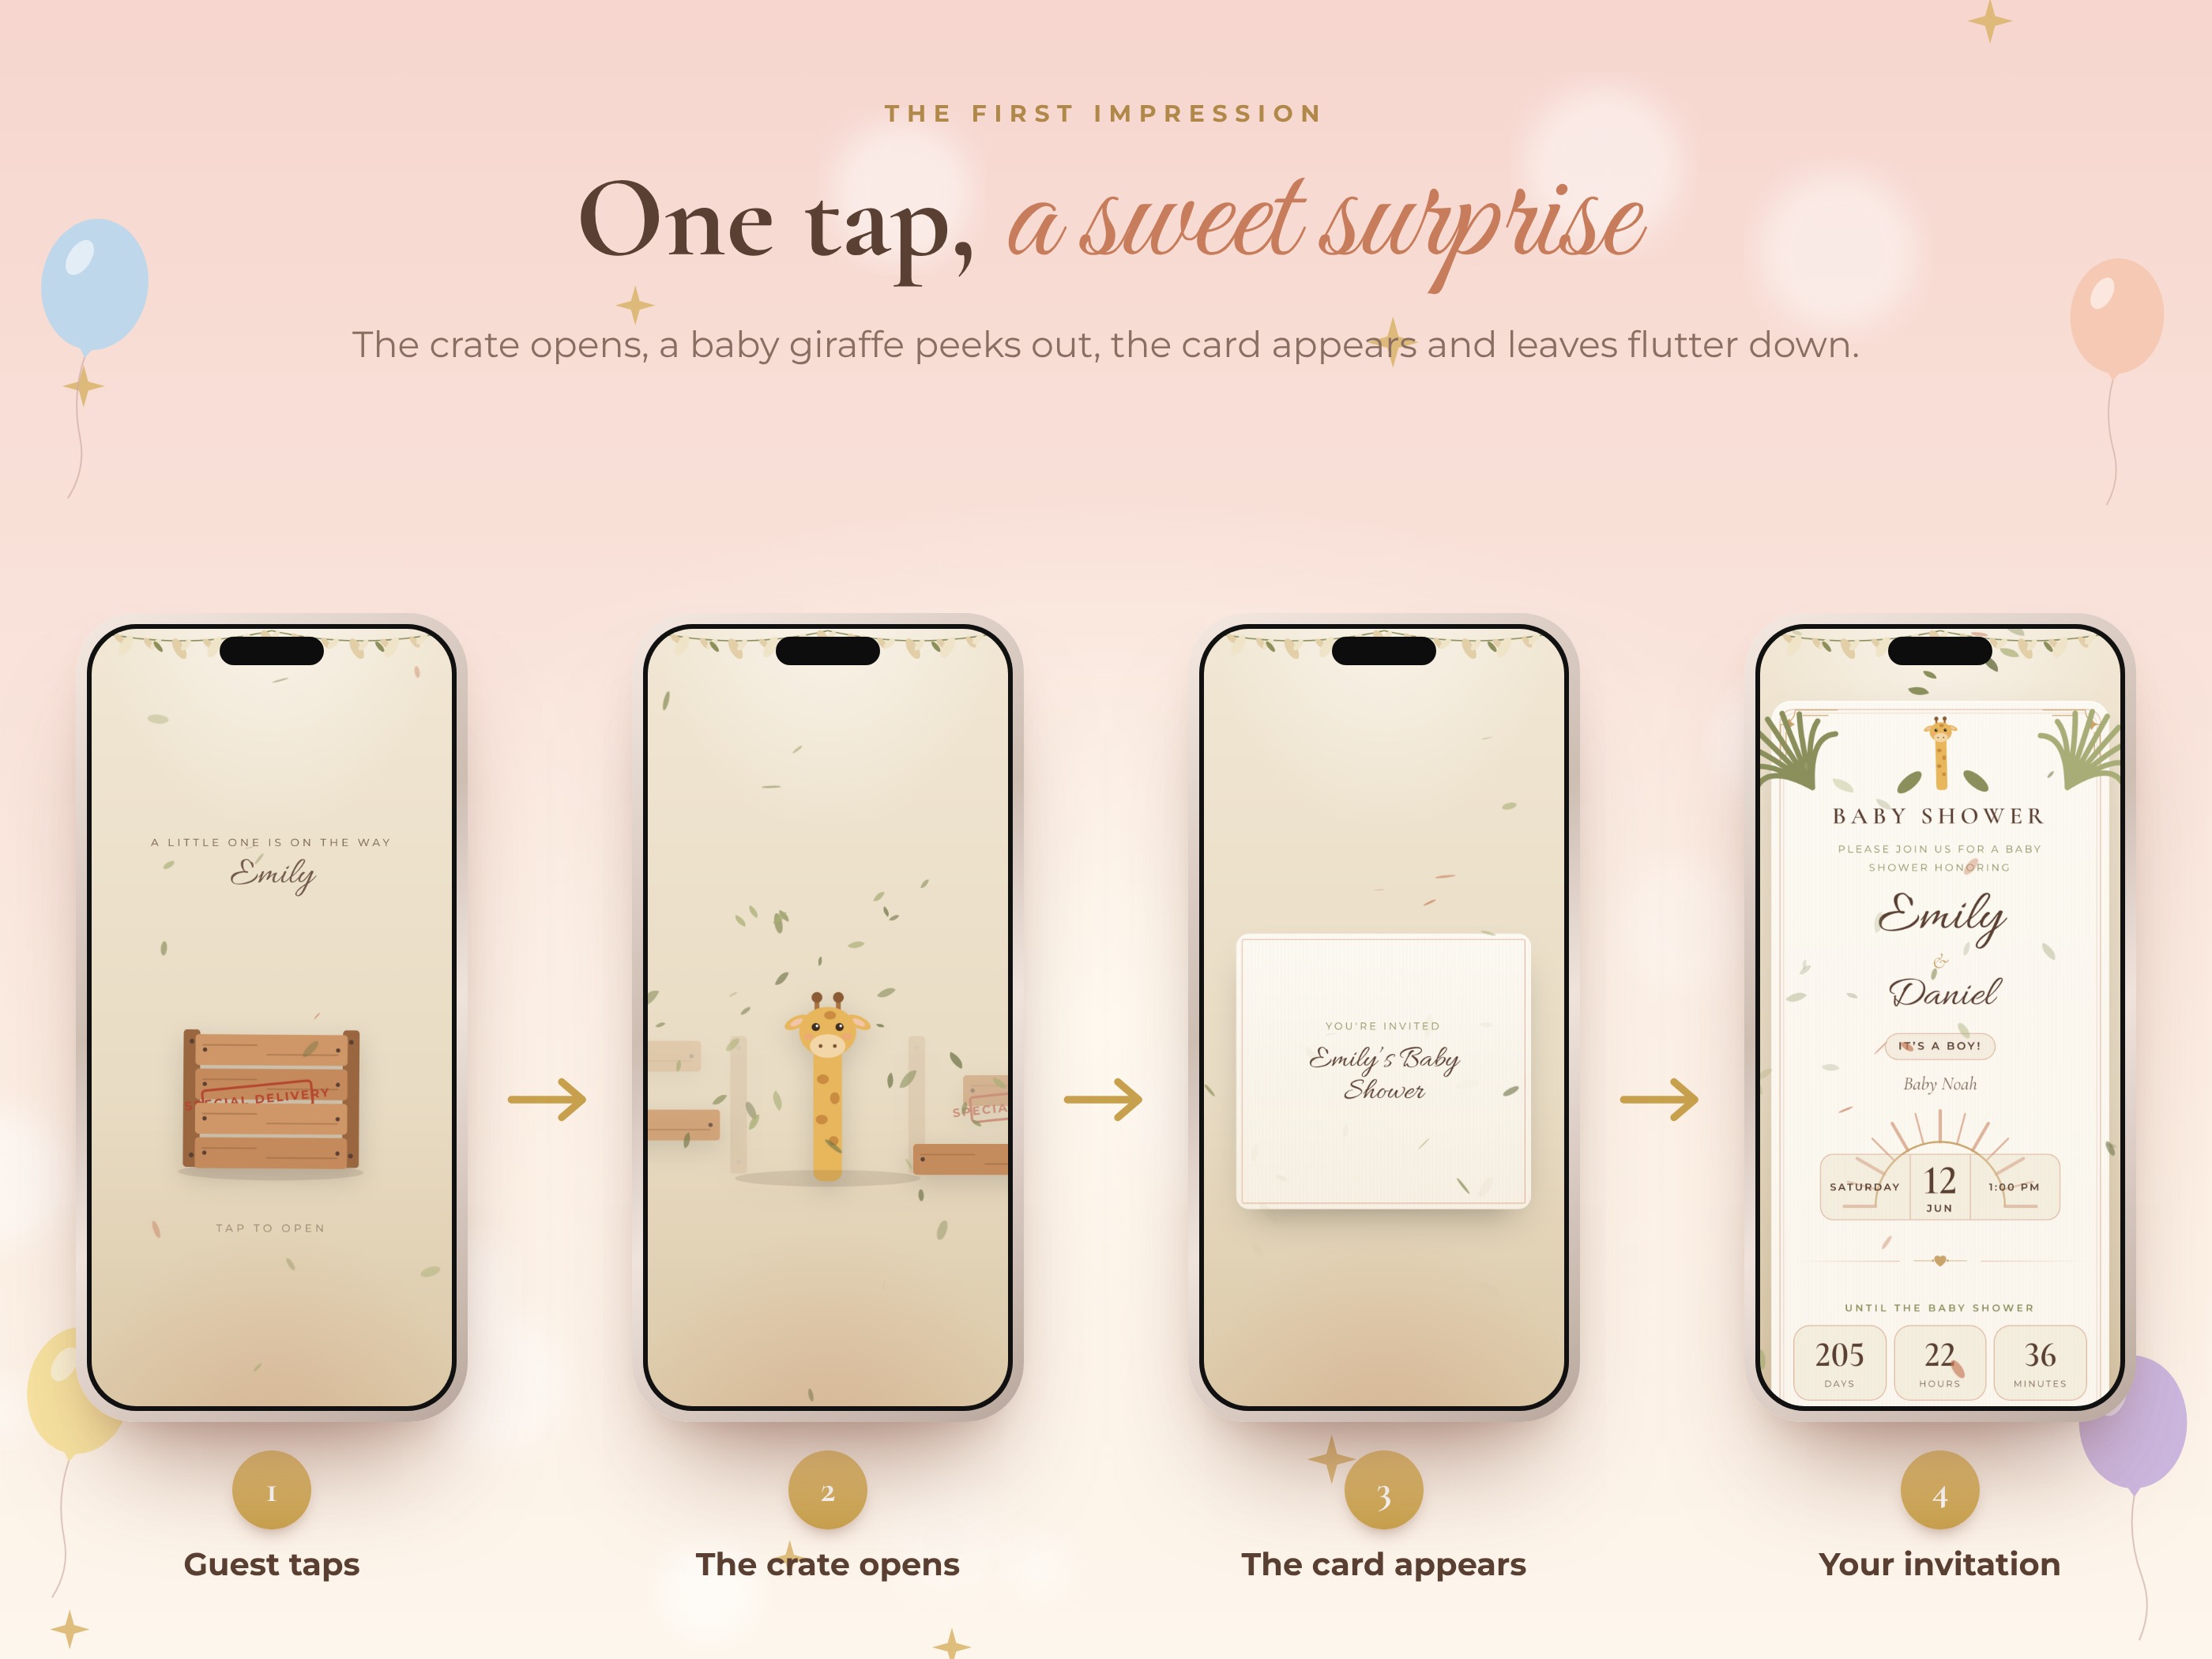 THE FIRST IMPRESSION
One tap, a sweet surprise
The crate opens, a baby giraffe peeks out, the card appears and leaves flutter down.
A LITTLE ONE IS ON THE WAY
Emily
SPECIAL DELIVERY
TAP TO OPEN
SPECIA
YOU'RE INVITED
Emily's Baby
Shower
BABY SHOWER
PLEASE JOIN US FOR A BABY
SHOWER HONORING
Emily
&
Daniel
IT'S A BOY!
Baby Noah
SATURDAY 12 JUN 1:00 PM
UNTIL THE BABY SHOWER
205 22 36
DAYS HOURS MINUTES
1 2 3 4
Guest taps The crate opens The card appears Your invitation